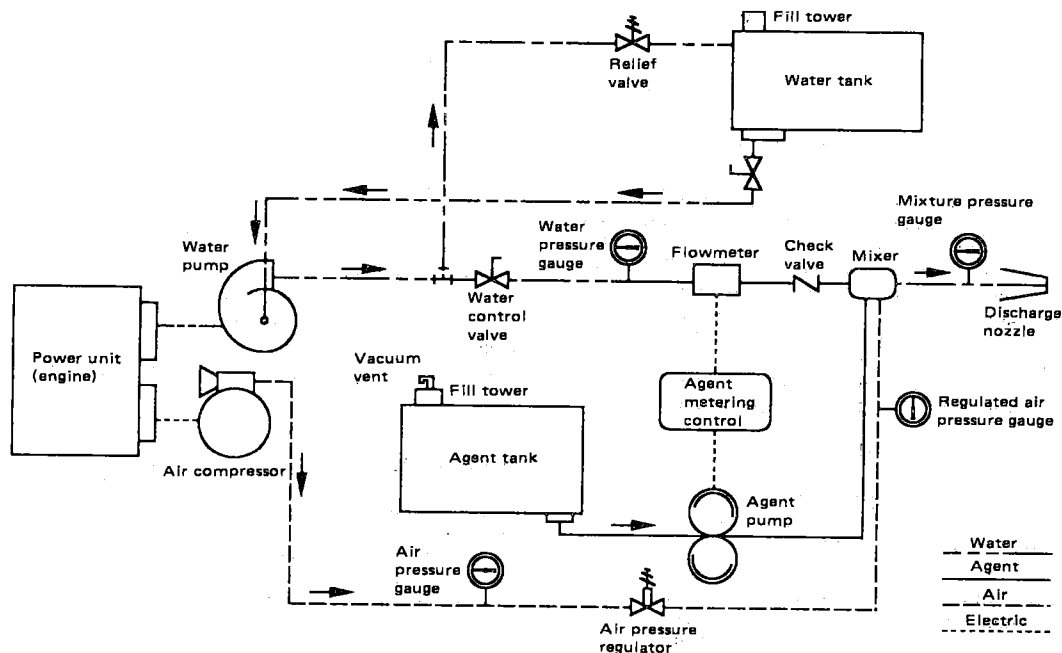 Fill tower
Relief
valve
Water tank
Water
pump
Water
pressure
gauge
Flowmeter
Check
valve
Mixer
Mixture pressure
gauge
Water
control
valve
Discharge
nozzle
Power unit
(engine)
Vacuum
vent
Fill tower
Agent
metering
control
Regulated air
pressure gauge
Air compressor
Agent tank
Agent
pump
Air
pressure
gauge
Air pressure
regulator
Water
Agent
Air
Electric